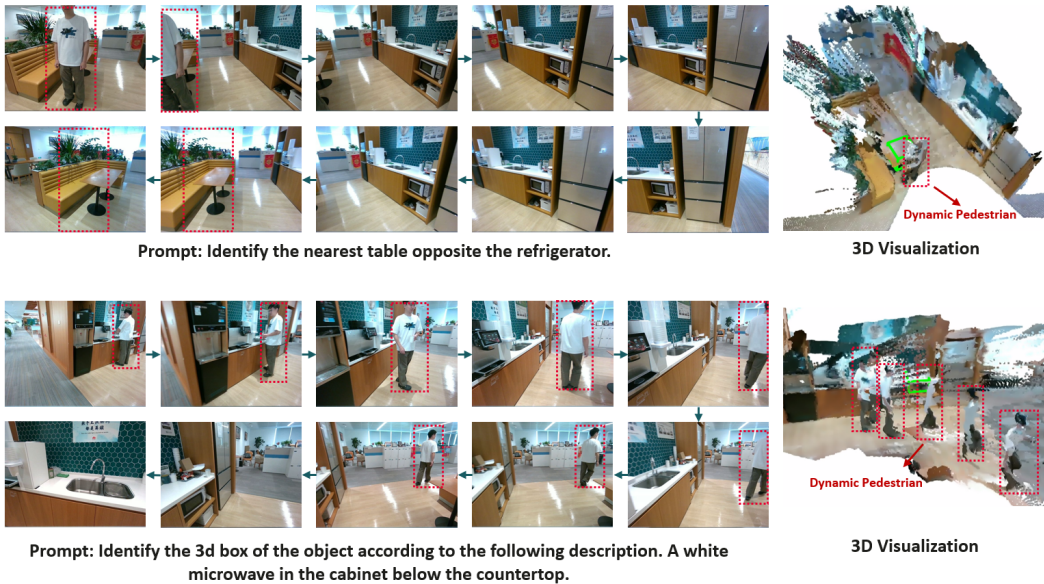 Dynamic Pedestrian
Prompt: Identify the nearest table opposite the refrigerator.
3D Visualization
Dynamic Pedestrian
Prompt: Identify the 3d box of the object according to the following description. A white
microwave in the cabinet below the countertop.
3D Visualization